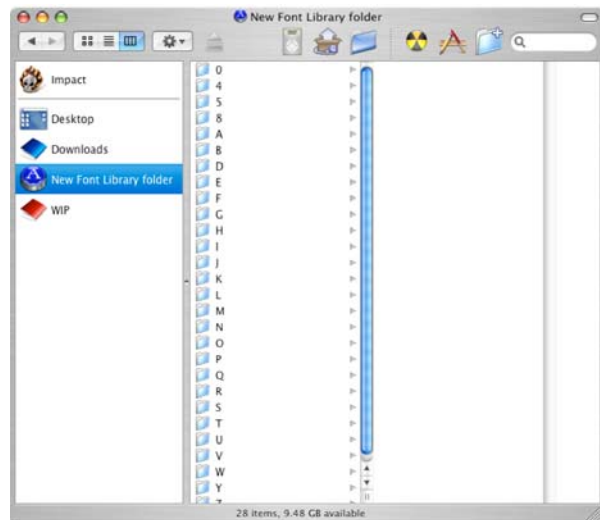 New Font Library folder
Impact
Desktop
Downloads
New Font Library folder
WIP
0
4
5
8
A
B
D
E
F
G
H
I
J
K
L
M
N
O
P
Q
R
S
T
U
V
W
Y
Z
28 items, 9.48 GB available